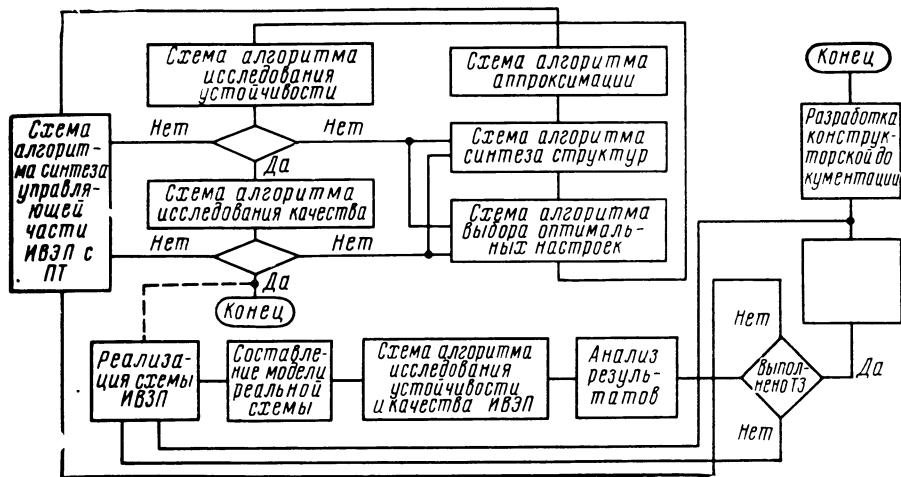 Схема алгоритма
исследования
устойчивости
Схема алгоритма
аппроксимации
Конец
Схема
алгорит-
ма синтеза
управля-
ющей
части
ИВЭП с
ПТ
Нет
Нет
Да
Схема алгоритма
синтеза структур
Разработка
конструк-
торской до
кументации
Схема алгоритма
исследования качества
Схема алгоритма
выбора оптималь-
ных настроек
Нет
Нет
Да
Конец
Реализа-
ция схемы
ИВЭП
Составле-
ние модели
реальной
схемы
Схема алгоритма
исследования
устойчивости
и качества ИВЭП
Анализ
резуль-
татов
Нет
Выпол-
нено ТЗ
Да
Нет